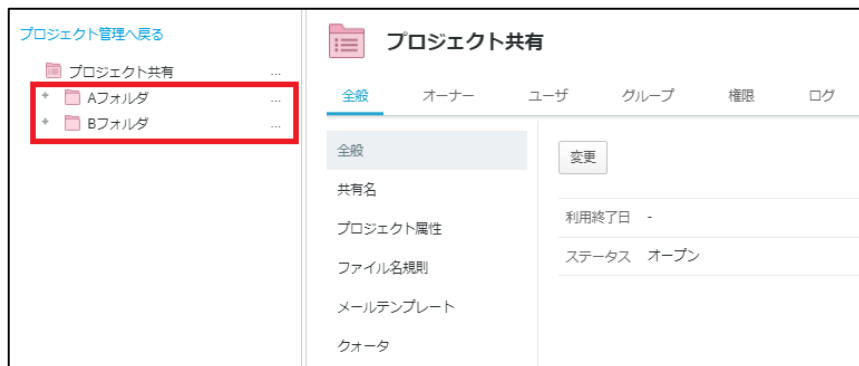 プロジェクト管理へ戻る
プロジェクト共有 ...
Aフォルダ ...
Bフォルダ ...
プロジェクト共有
全般 オーナー ユーザ グループ 権限 ログ
全般
共有名
プロジェクト属性
ファイル名規則
メールテンプレート
クォータ
変更
利用終了日 -
ステータス オープン